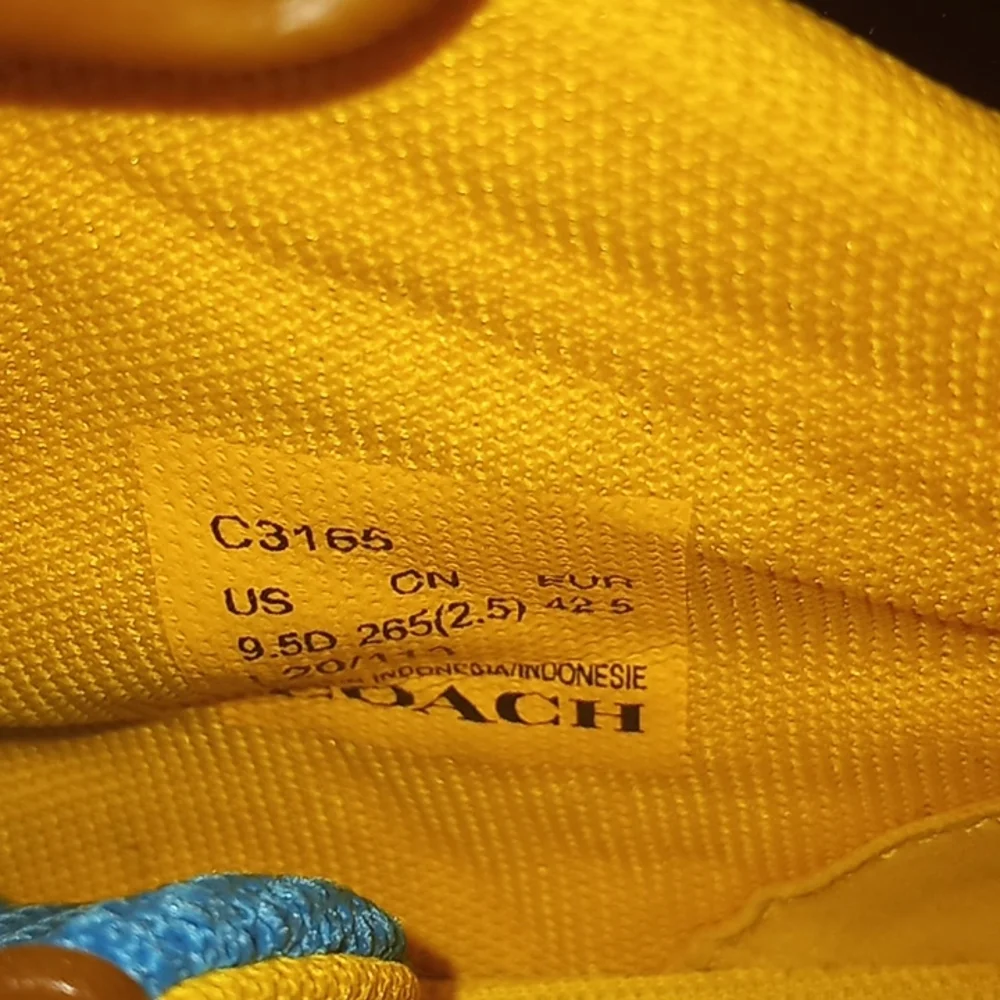 C3165
US CN EUR
9.5D 265(2.5) 42.5
INDONESIA/INDONESIE
COACH